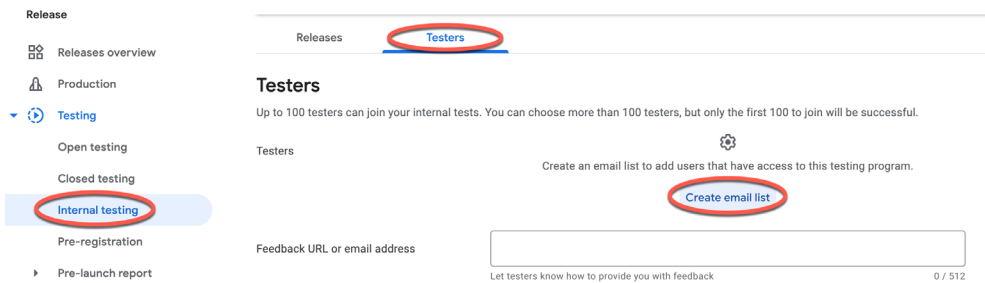 Release
Releases overview
Production
Testing
Open testing
Closed testing
Internal testing
Pre-registration
Pre-launch report
Releases
Testers
Testers
Up to 100 testers can join your internal tests. You can choose more than 100 testers, but only the first 100 to join will be successful.
Testers
Create an email list to add users that have access to this testing program.
Create email list
Feedback URL or email address
Let testers know how to provide you with feedback
0 / 512